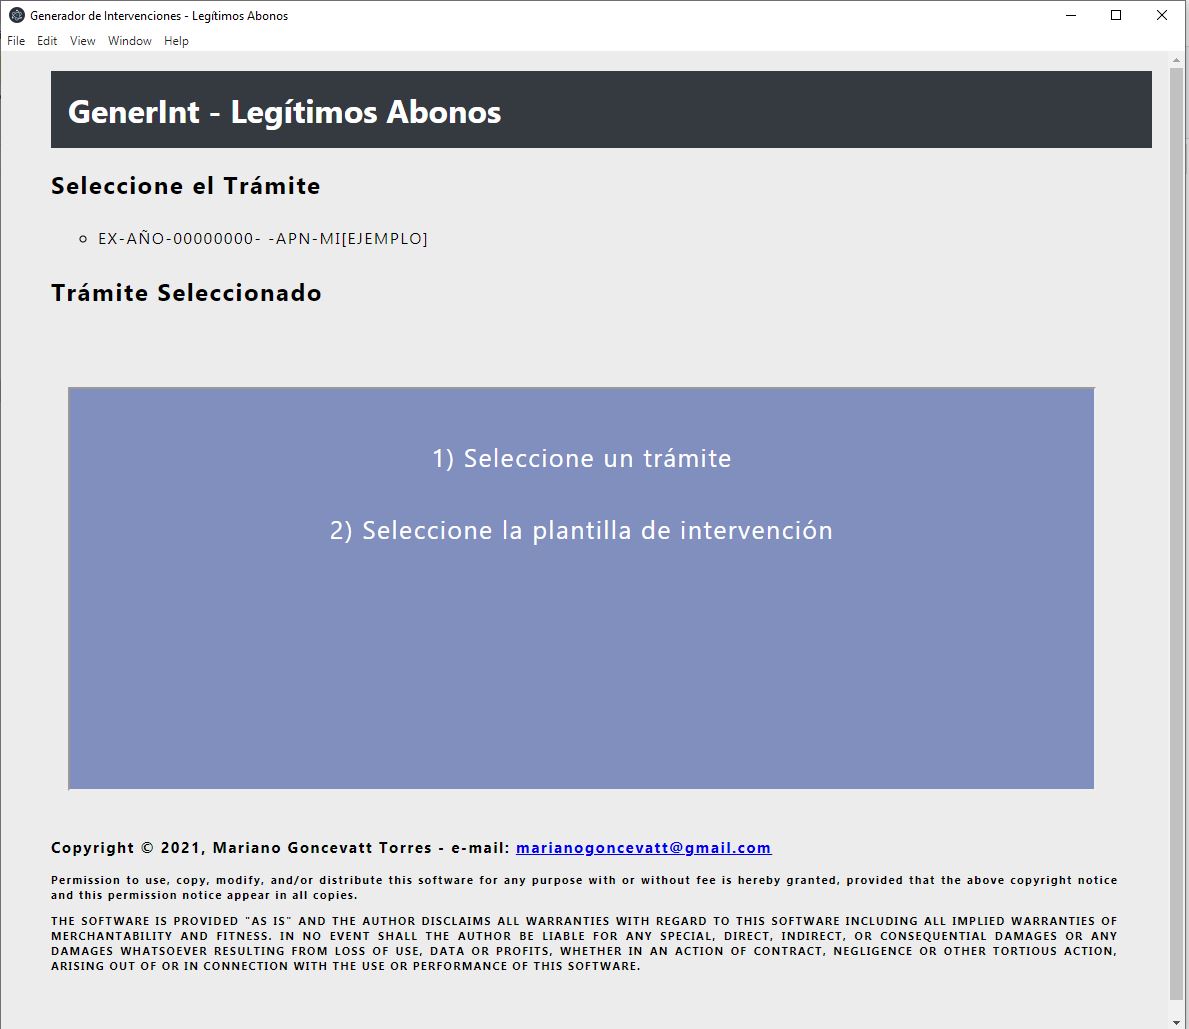 Generador de Intervenciones - Legítimos Abonos
File Edit View Window Help
GenerInt - Legítimos Abonos
Seleccione el Trámite
EX-AÑO-00000000- -APN-MI[EJEMPLO]
Trámite Seleccionado
1) Seleccione un trámite
2) Seleccione la plantilla de intervención
Copyright © 2021, Mariano Goncevatt Torres - e-mail: marianogoncevatt@gmail.com
Permission to use, copy, modify, and/or distribute this software for any purpose with or without fee is hereby granted, provided that the above copyright notice
and this permission notice appear in all copies.
THE SOFTWARE IS PROVIDED "AS IS" AND THE AUTHOR DISCLAIMS ALL WARRANTIES WITH REGARD TO THIS SOFTWARE INCLUDING ALL IMPLIED WARRANTIES OF
MERCHANTABILITY AND FITNESS. IN NO EVENT SHALL THE AUTHOR BE LIABLE FOR ANY SPECIAL, DIRECT, INDIRECT, OR CONSEQUENTIAL DAMAGES OR ANY
DAMAGES WHATSOEVER RESULTING FROM LOSS OF USE, DATA OR PROFITS, WHETHER IN AN ACTION OF CONTRACT, NEGLIGENCE OR OTHER TORTIOUS ACTION,
ARISING OUT OF OR IN CONNECTION WITH THE USE OR PERFORMANCE OF THIS SOFTWARE.